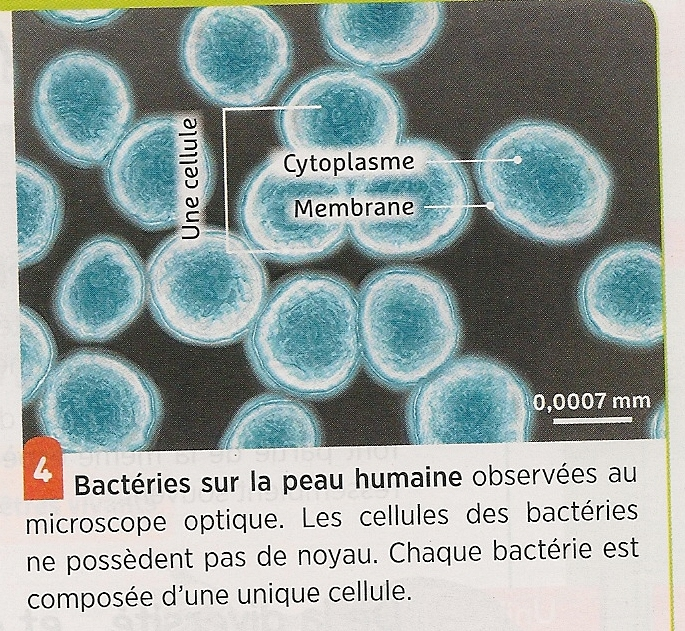 Une cellule
Cytoplasme
Membrane
0,0007 mm
4 Bactéries sur la peau humaine observées au
microscope optique. Les cellules des bactéries
ne possèdent pas de noyau. Chaque bactérie est
composée d'une unique cellule.